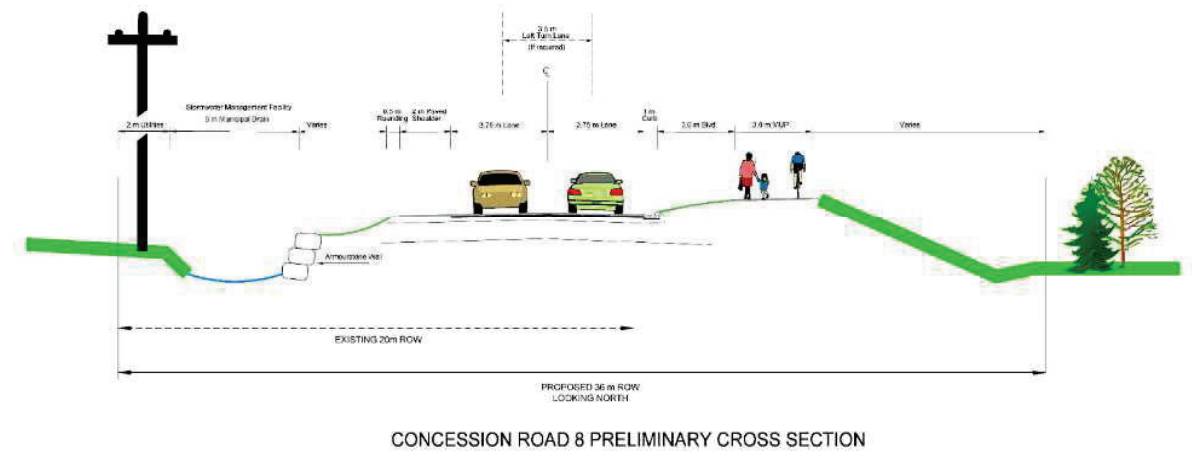 3.5 m
Left Turn Lane
(If required)
Stormwater Management Facility
Municipal Drain
2 m Utilities
Varies
0.5 m
Rounding
2 m Paved
Shoulder
3.75 m Lane
3.75 m Lane
1 m
Curb
3.0 m Blvd
3.0 m MUP
Varies
Armourstone Wall
EXISTING 20m ROW
PROPOSED 36 m ROW
LOOKING NORTH
CONCESSION ROAD 8 PRELIMINARY CROSS SECTION